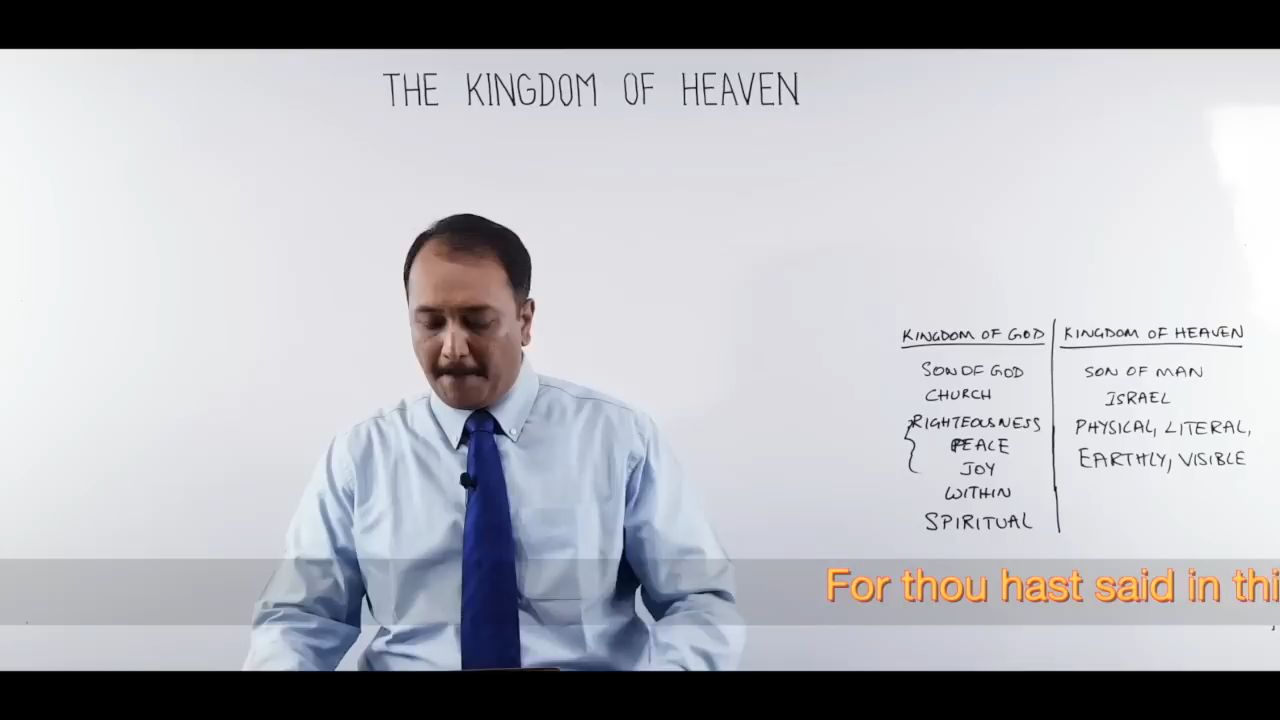 THE KINGDOM OF HEAVEN
KINGDOM OF GOD
SON OF GOD
CHURCH
RIGHTEOUSNESS
PEACE
JOY
WITHIN
SPIRITUAL
KINGDOM OF HEAVEN
SON OF MAN
ISRAEL
PHYSICAL, LITERAL,
EARTHLY, VISIBLE
For thou hast said in thi